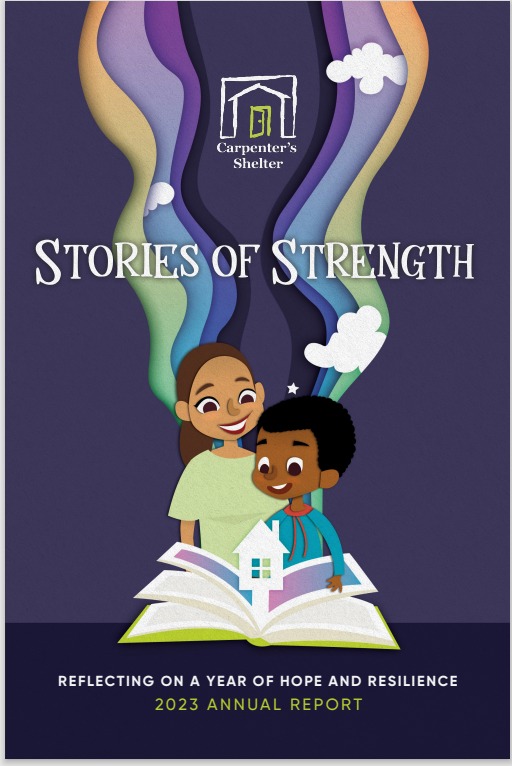 Carpenter's
Shelter
Stories of Strength
REFLECTING ON A YEAR OF HOPE AND RESILIENCE
2023 ANNUAL REPORT